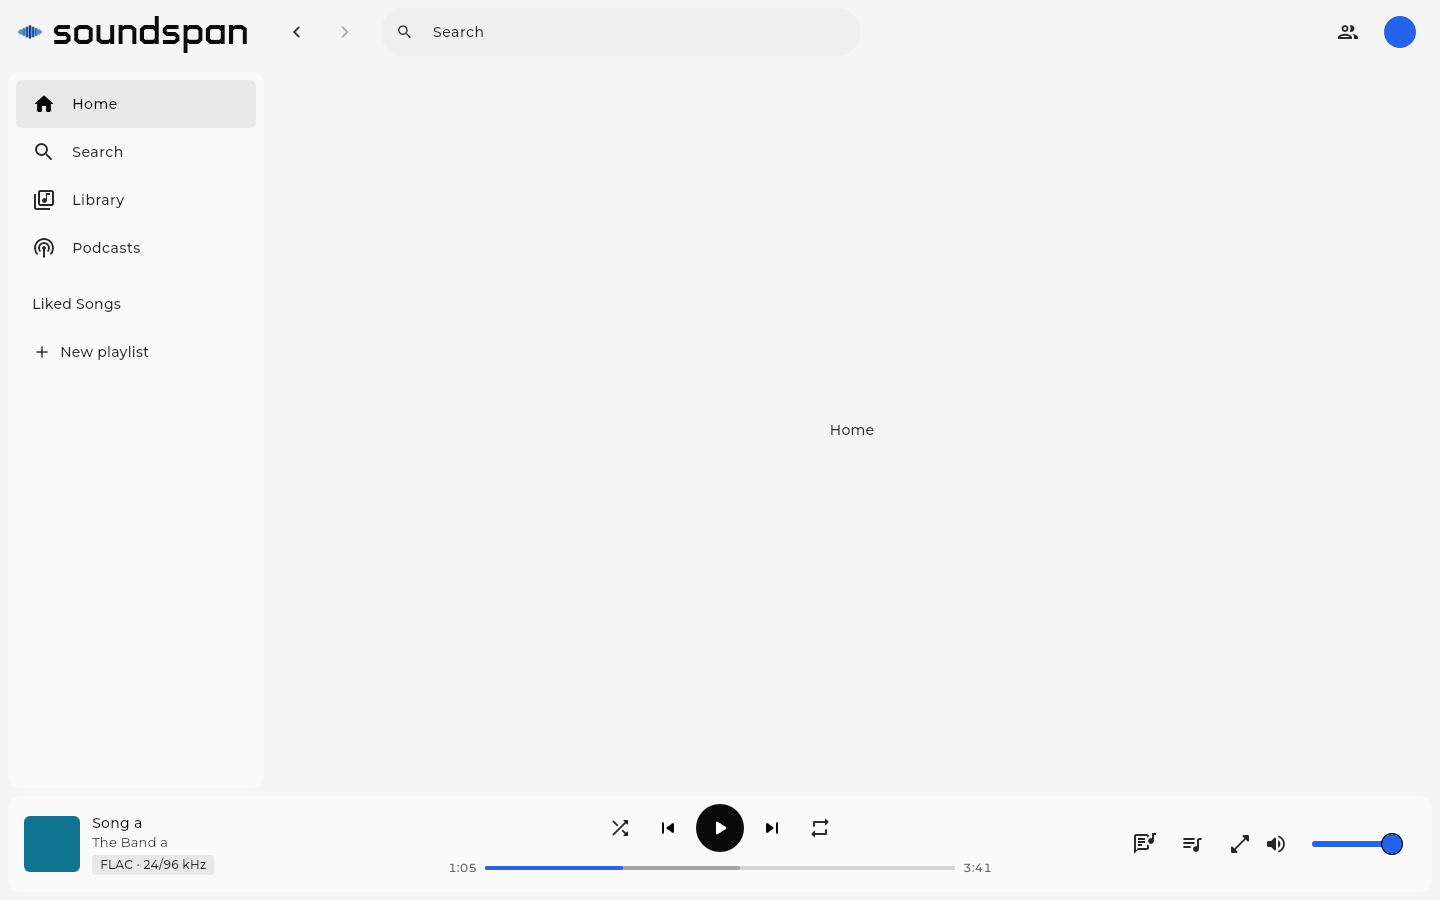 soundspan
Search
Home
Search
Library
Podcasts
Liked Songs
New playlist
Home
Song a
The Band a
FLAC · 24/96 kHz
1:05
3:41